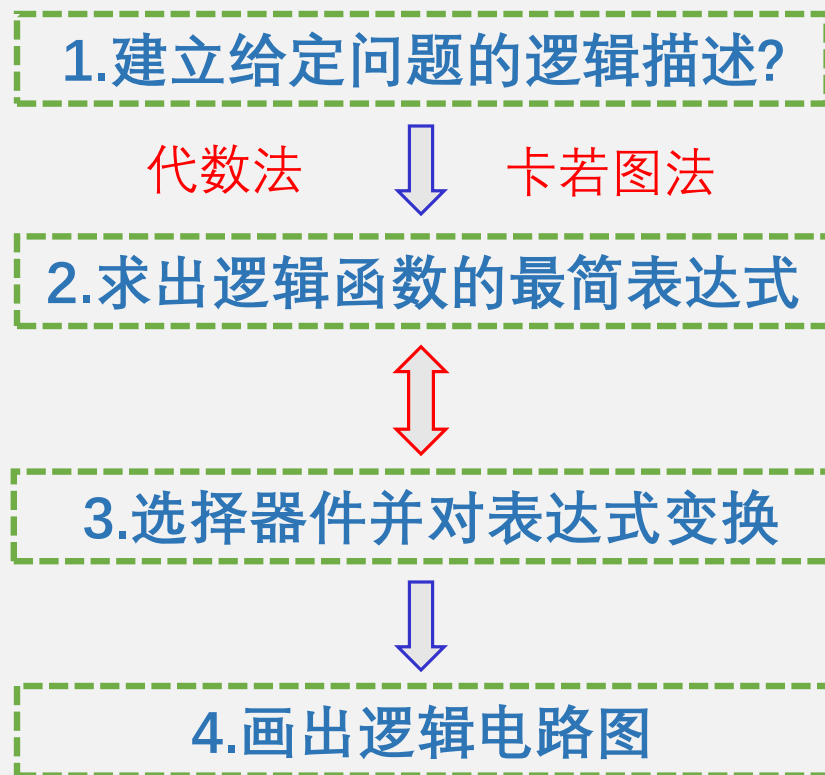 1.建立给定问题的逻辑描述?
代数法 卡若图法
2.求出逻辑函数的最简表达式
3.选择器件并对表达式变换
4.画出逻辑电路图